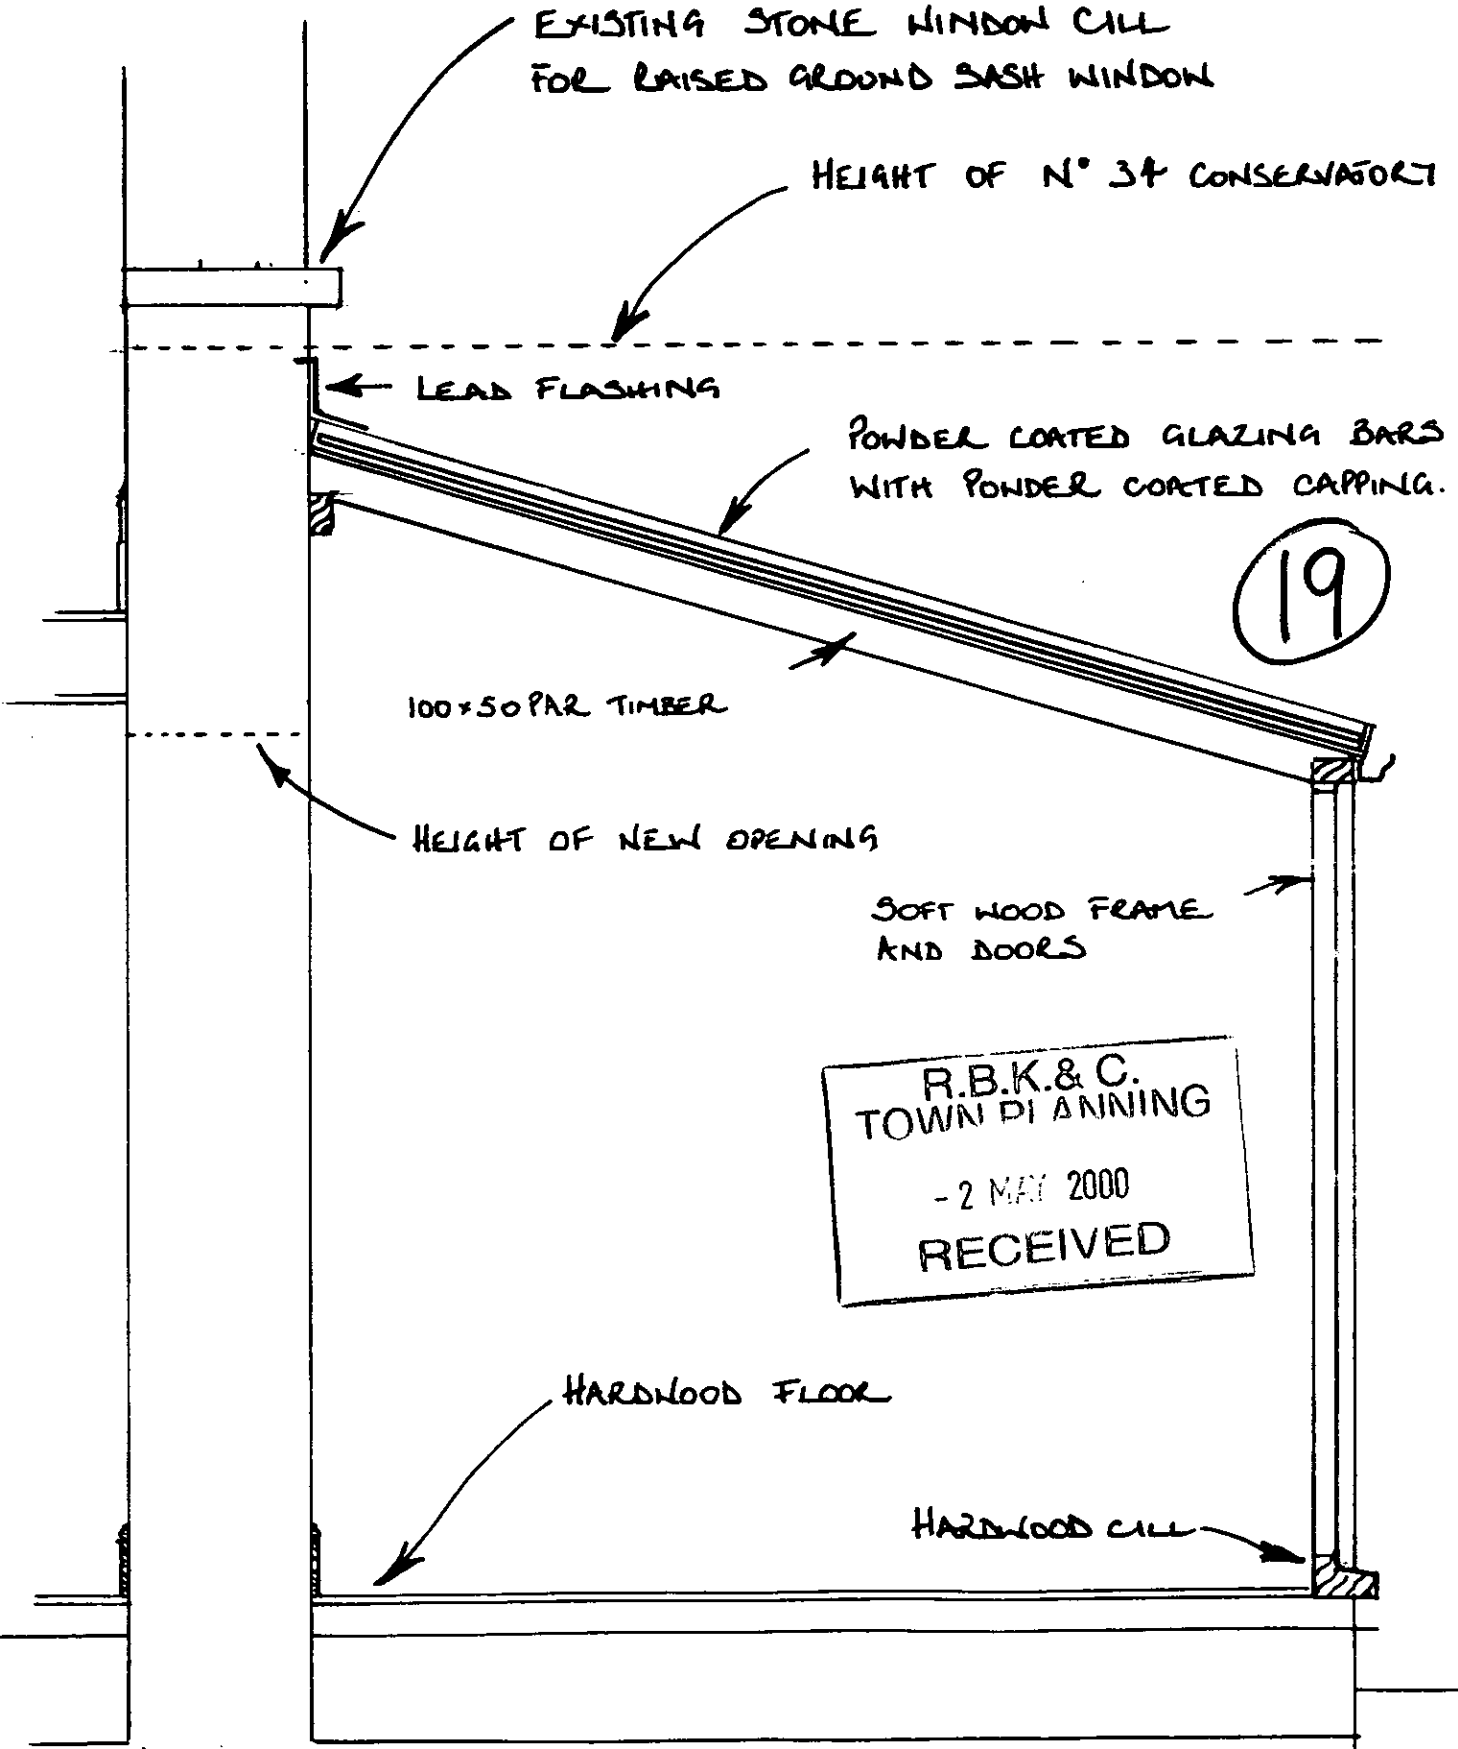 EXISTING STONE WINDOW CILL
FOR RAISED GROUND SASH WINDOW
HEIGHT OF N° 34 CONSERVATORY
LEAD FLASHING
POWDER COATED GLAZING BARS
WITH POWDER COATED CAPPING.
19
100×50 PAR TIMBER
HEIGHT OF NEW OPENING
SOFT WOOD FRAME
AND DOORS
R.B.K.& C.
TOWN PLANNING
-2 MAY 2000
RECEIVED
HARDWOOD FLOOR
HARDWOOD CILL